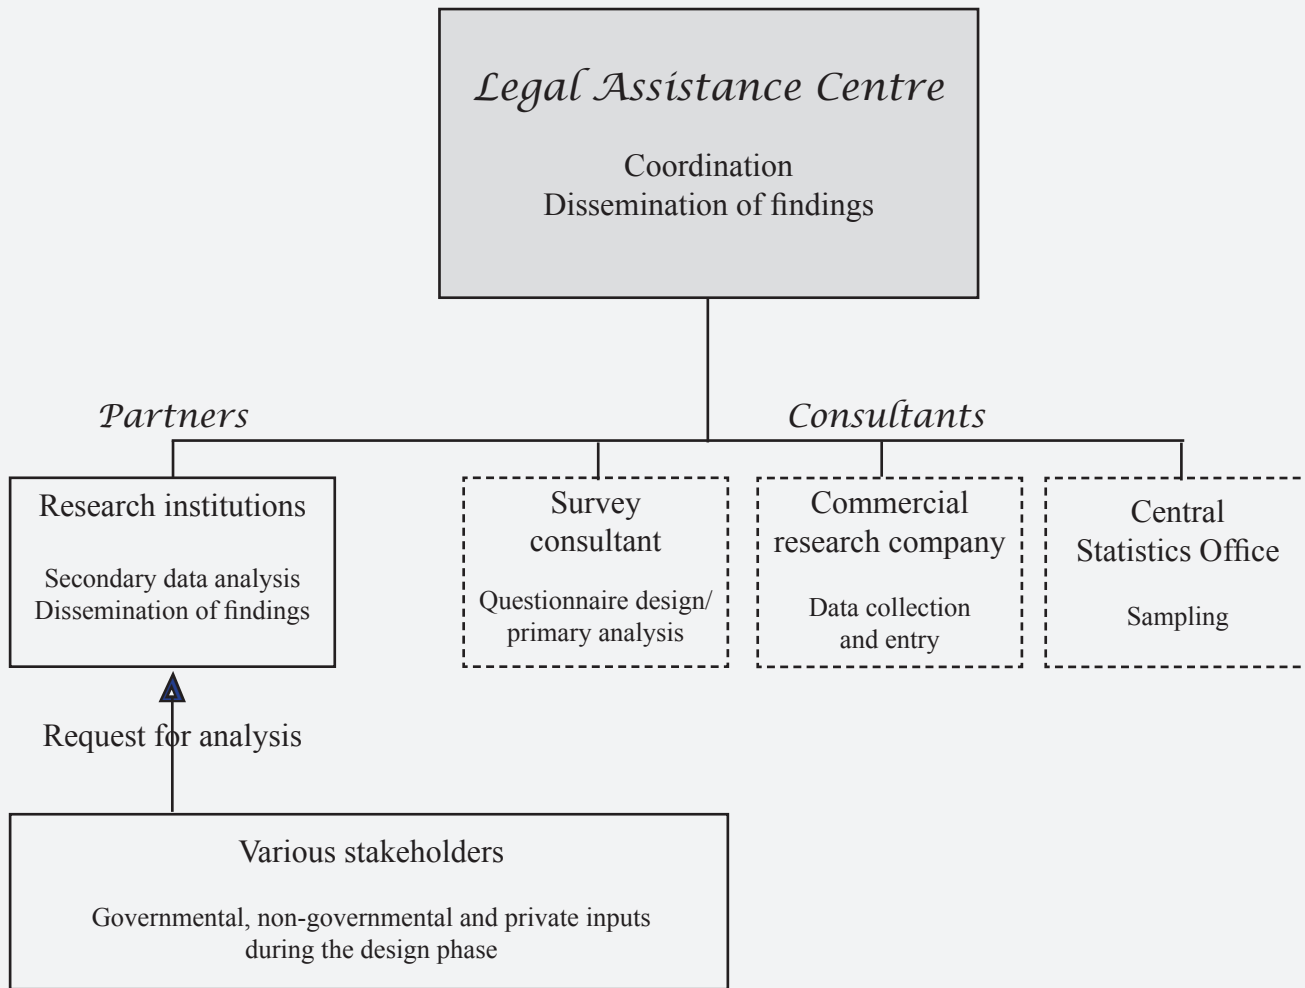 Legal Assistance Centre
Coordination
Dissemination of findings
Partners
Consultants
Research institutions
Secondary data analysis
Dissemination of findings
Survey
consultant
Questionnaire design/
primary analysis
Commercial
research company
Data collection
and entry
Central
Statistics Office
Sampling
Request for analysis
Various stakeholders
Governmental, non-governmental and private inputs
during the design phase